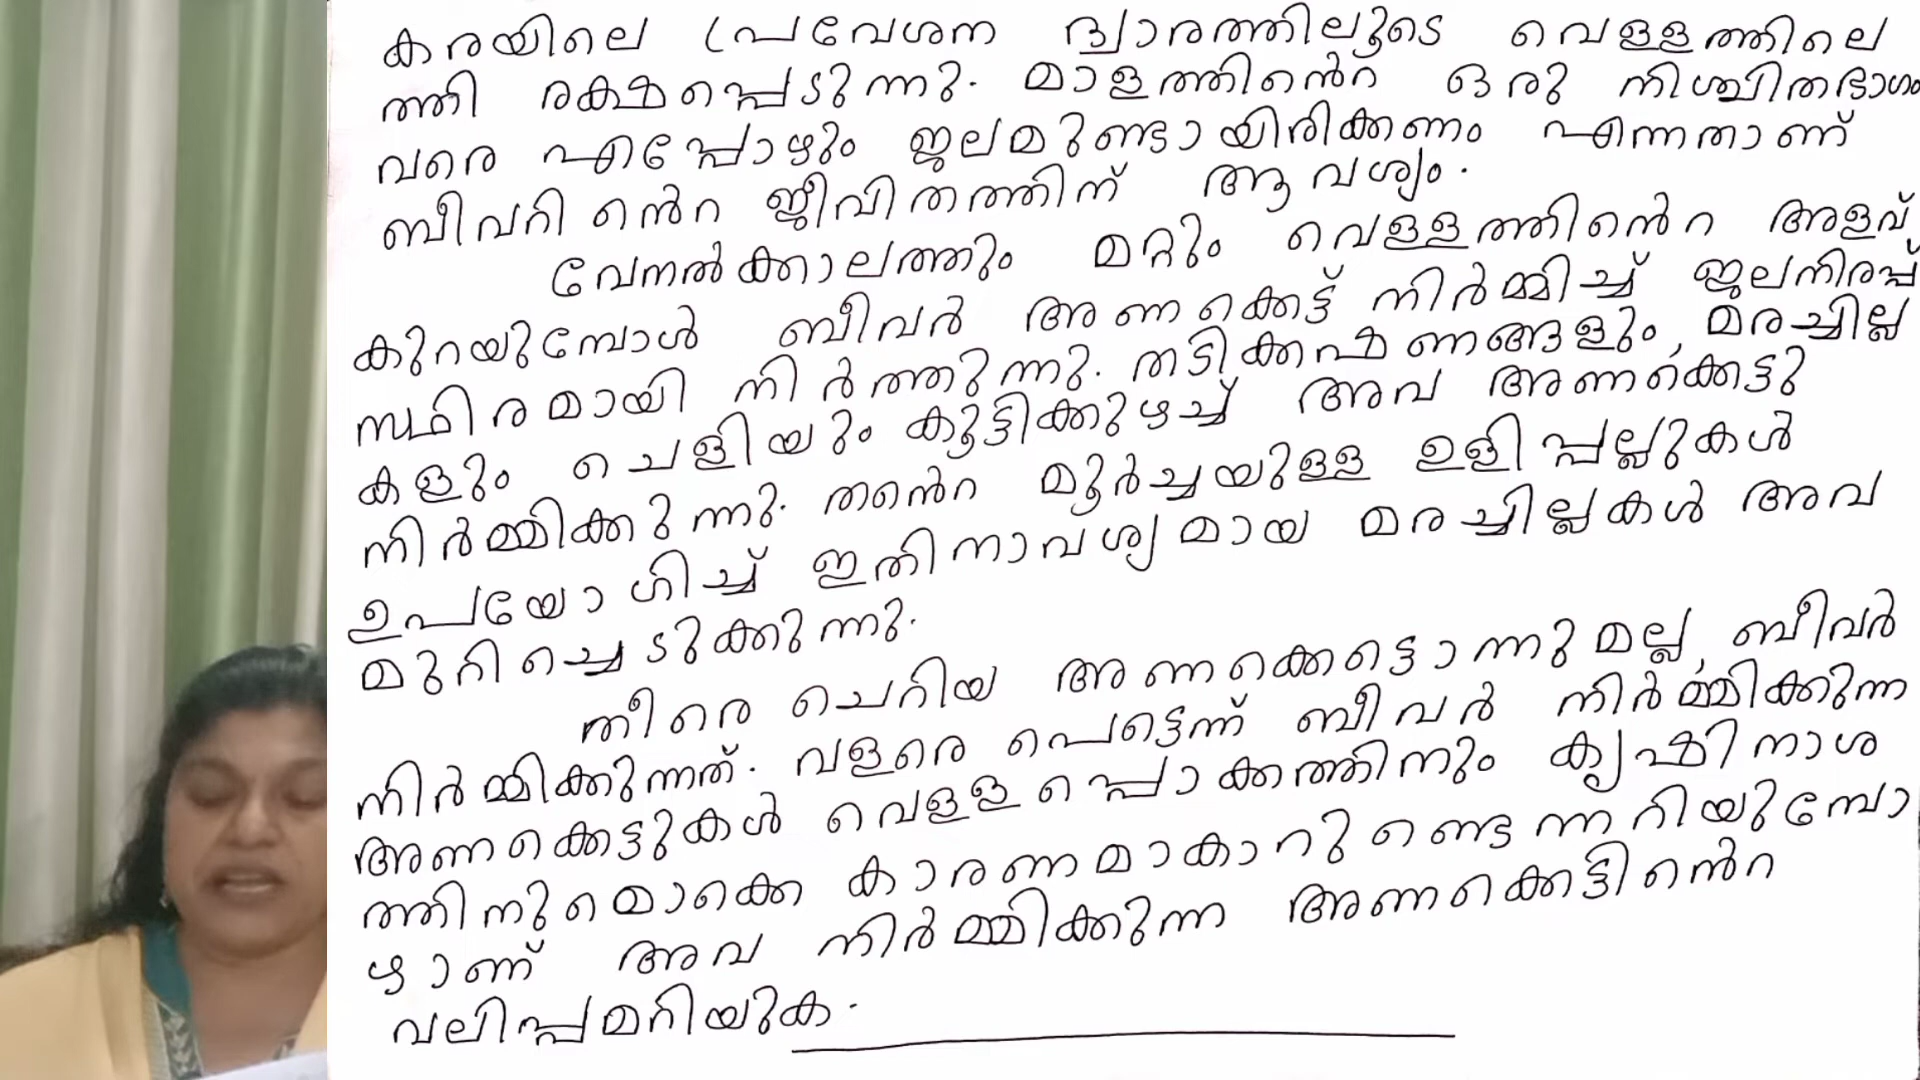 കരയിലെ പ്രവേശന ദ്വാരത്തിലൂടെ വെള്ളത്തിലെ
ത്തി രക്ഷപ്പെടുന്നു. മാളത്തിൻെറ ഒരു നിശ്ചിതഭാഗം
വരെ എപ്പോഴും ജലമുണ്ടായിരിക്കണം എന്നതാണ്
ബീവറിൻെറ ജീവിതത്തിന് ആവശ്യം.
വേനൽക്കാലത്തും മറ്റും വെള്ളത്തിൻെറ അളവ്
കുറയുമ്പോൾ ബീവർ അണക്കെട്ട് നിർമ്മിച്ച് ജലനിരപ്പ്
സ്ഥിരമായി നിർത്തുന്നു. തടിക്കഷണങ്ങളും, മരച്ചില്ല
കളും ചെളിയും കൂട്ടിക്കുഴച്ച് അവ അണക്കെട്ടു
നിർമ്മിക്കുന്നു. തൻെറ മൂർച്ചയുള്ള ഉളിപ്പല്ലുകൾ
ഉപയോഗിച്ച് ഇതിനാവശ്യമായ മരച്ചില്ലകൾ അവ
മുറിച്ചെടുക്കുന്നു.
തീരെ ചെറിയ അണക്കെട്ടൊന്നുമല്ല, ബീവർ
നിർമ്മിക്കുന്നത്. വളരെ പെട്ടെന്ന് ബീവർ നിർമ്മിക്കുന്ന
അണക്കെട്ടുകൾ വെള്ളപ്പൊക്കത്തിനും കൃഷിനാശ
ത്തിനുമൊക്കെ കാരണമാകാറുണ്ടെന്നറിയുമ്പോ
ഴാണ് അവ നിർമ്മിക്കുന്ന അണക്കെട്ടിൻെറ
വലിപ്പമറിയുക.